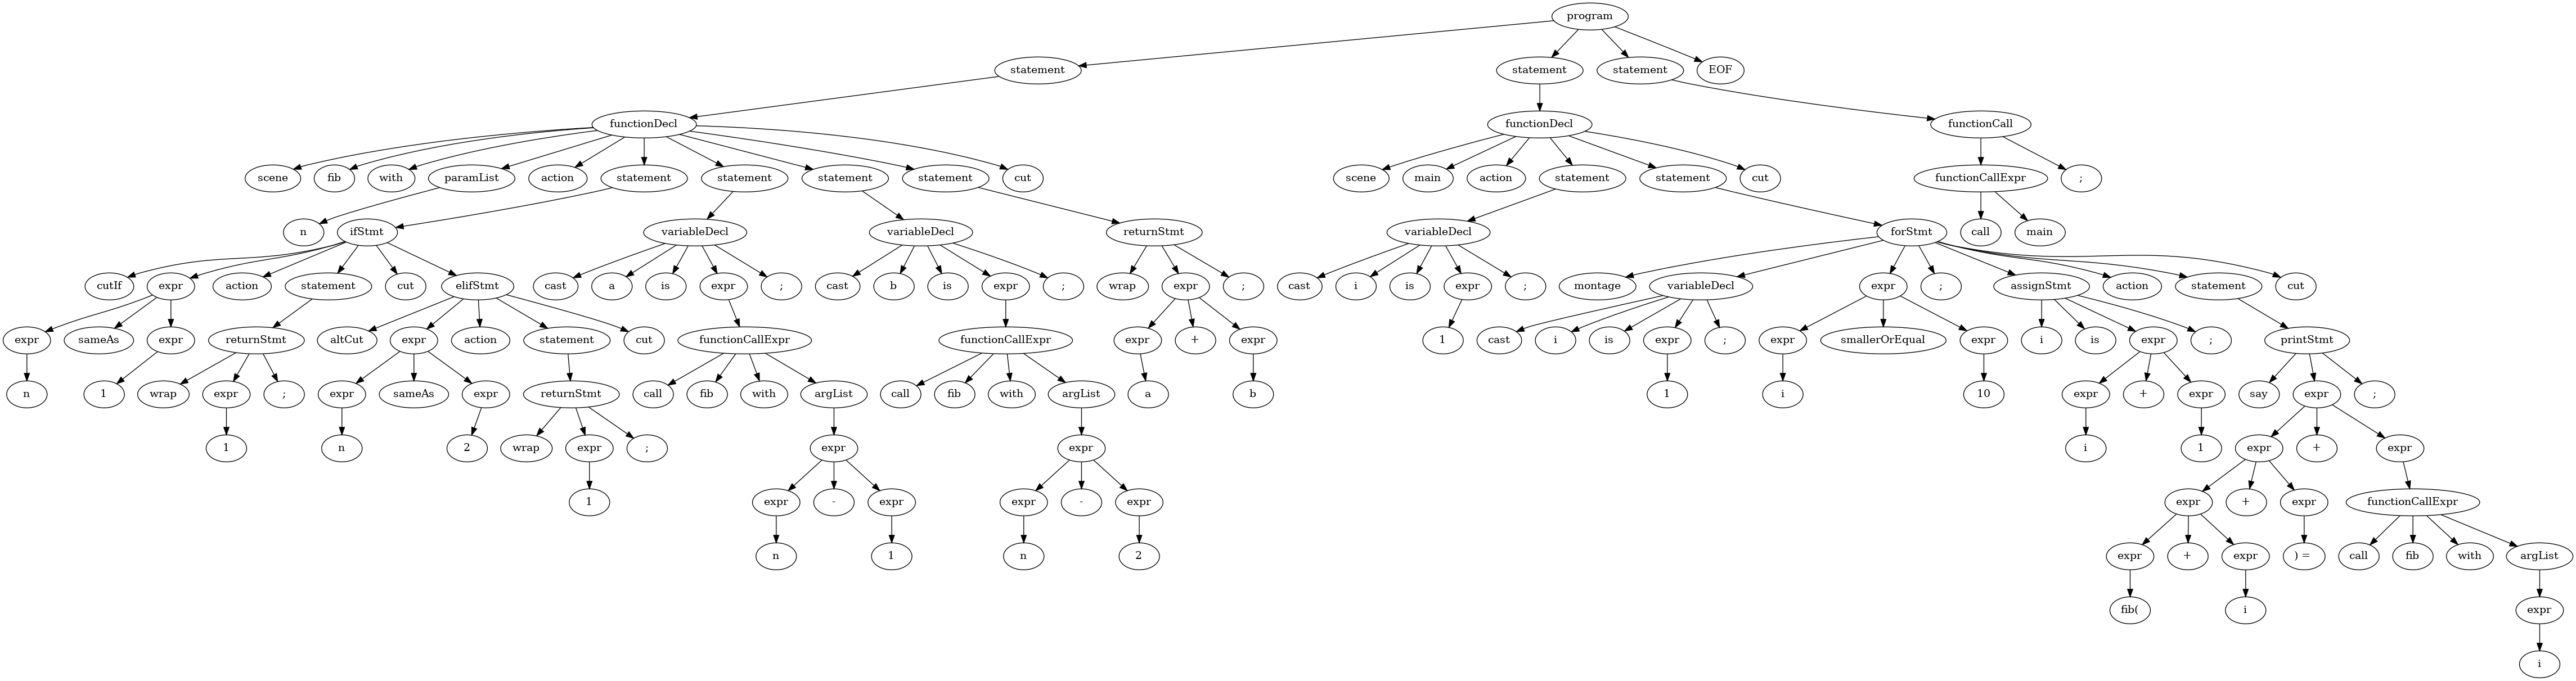 program
statement statement statement EOF
functionDecl functionDecl functionCall
scene fib with paramList action statement statement statement statement cut scene main action statement statement cut functionCallExpr ;
n ifStmt variableDecl variableDecl returnStmt variableDecl forStmt call main
cutIf expr action statement cut elifStmt cast a is expr ; cast b is expr ; wrap expr ; cast i is expr ; montage variableDecl expr ; assignStmt action statement cut
expr sameAs expr returnStmt altCut expr action statement cut functionCallExpr functionCallExpr expr + expr 1 cast i is expr ; expr smallerOrEqual expr i is expr ; printStmt
n 1 wrap expr ; expr sameAs expr returnStmt call fib with argList call fib with argList a b 1 i 10 expr + expr say expr ;
1 n 2 wrap expr ; expr expr i 1 expr + expr
1 expr - expr expr - expr expr + expr functionCallExpr
n 1 n 2 expr + expr ) = call fib with argList
fib( i expr
i